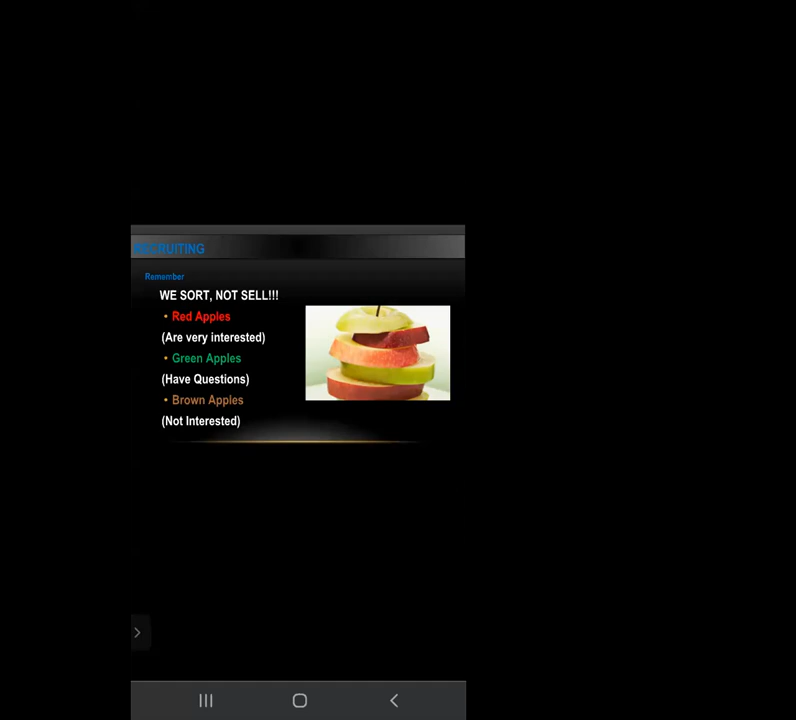 RECRUITING
Remember
WE SORT, NOT SELL!!!
• Red Apples
(Are very interested)
• Green Apples
(Have Questions)
• Brown Apples
(Not Interested)